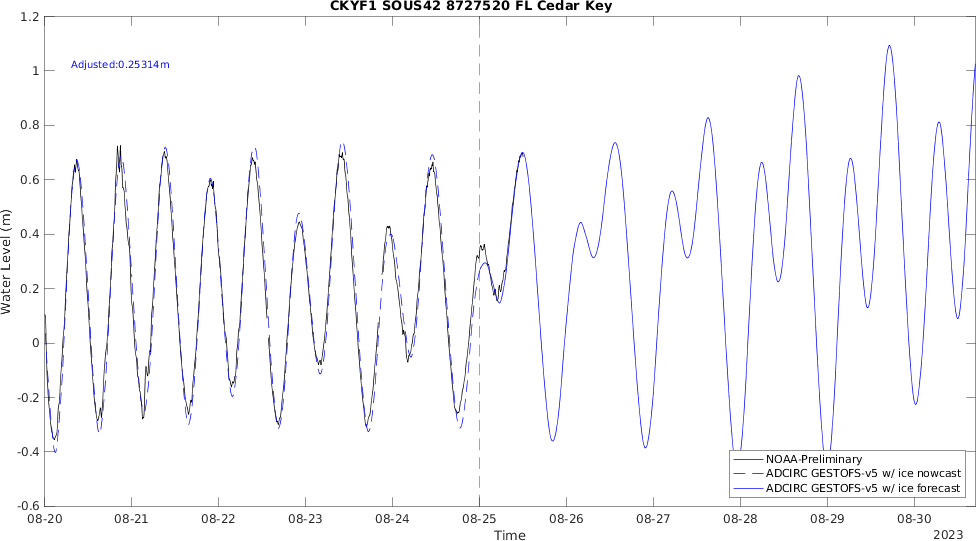 CKYF1 SOUS42 8727520 FL Cedar Key
1.2
1
0.8
0.6
0.4
0.2
0
-0.2
-0.4
-0.6
Water Level (m)
Adjusted:0.25314m
NOAA-Preliminary
ADCIRC GESTOFS-v5 w/ ice nowcast
ADCIRC GESTOFS-v5 w/ ice forecast
08-20 08-21 08-22 08-23 08-24 08-25 08-26 08-27 08-28 08-29 08-30
Time
2023